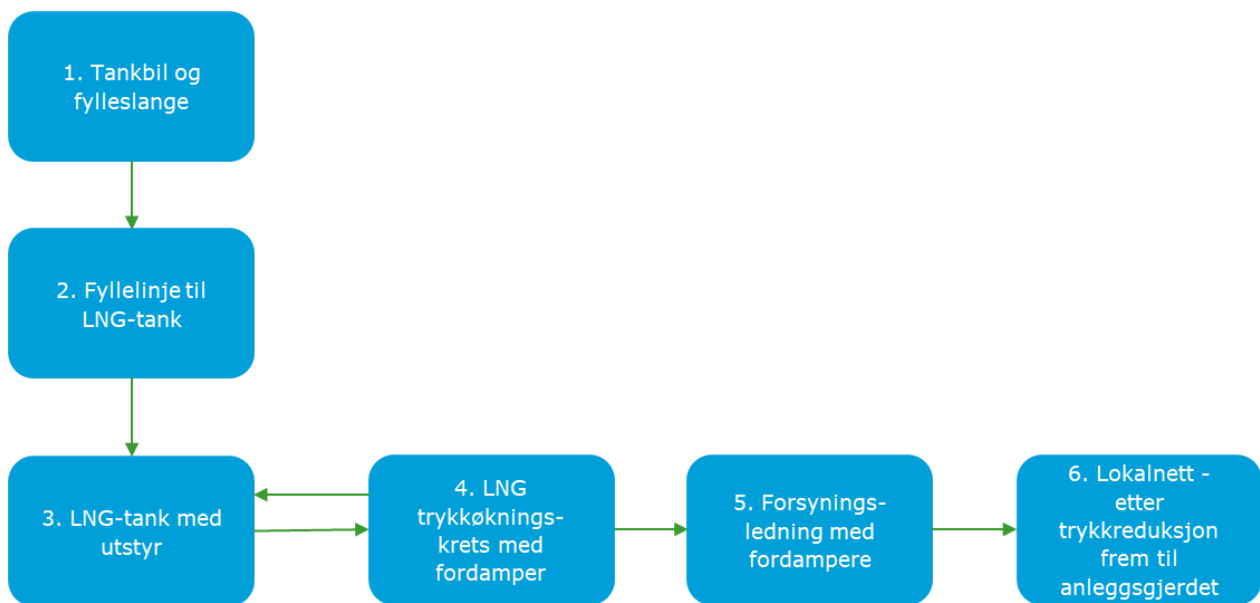 1. Tankbil og
fylleslange
2. Fyllelinje til
LNG-tank
3. LNG-tank med
utstyr
4. LNG
trykkøknings-
krets med
fordamper
5. Forsynings-
ledning med
fordampere
6. Lokalnett -
etter
trykkreduksjon
frem til
anleggsgjerdet